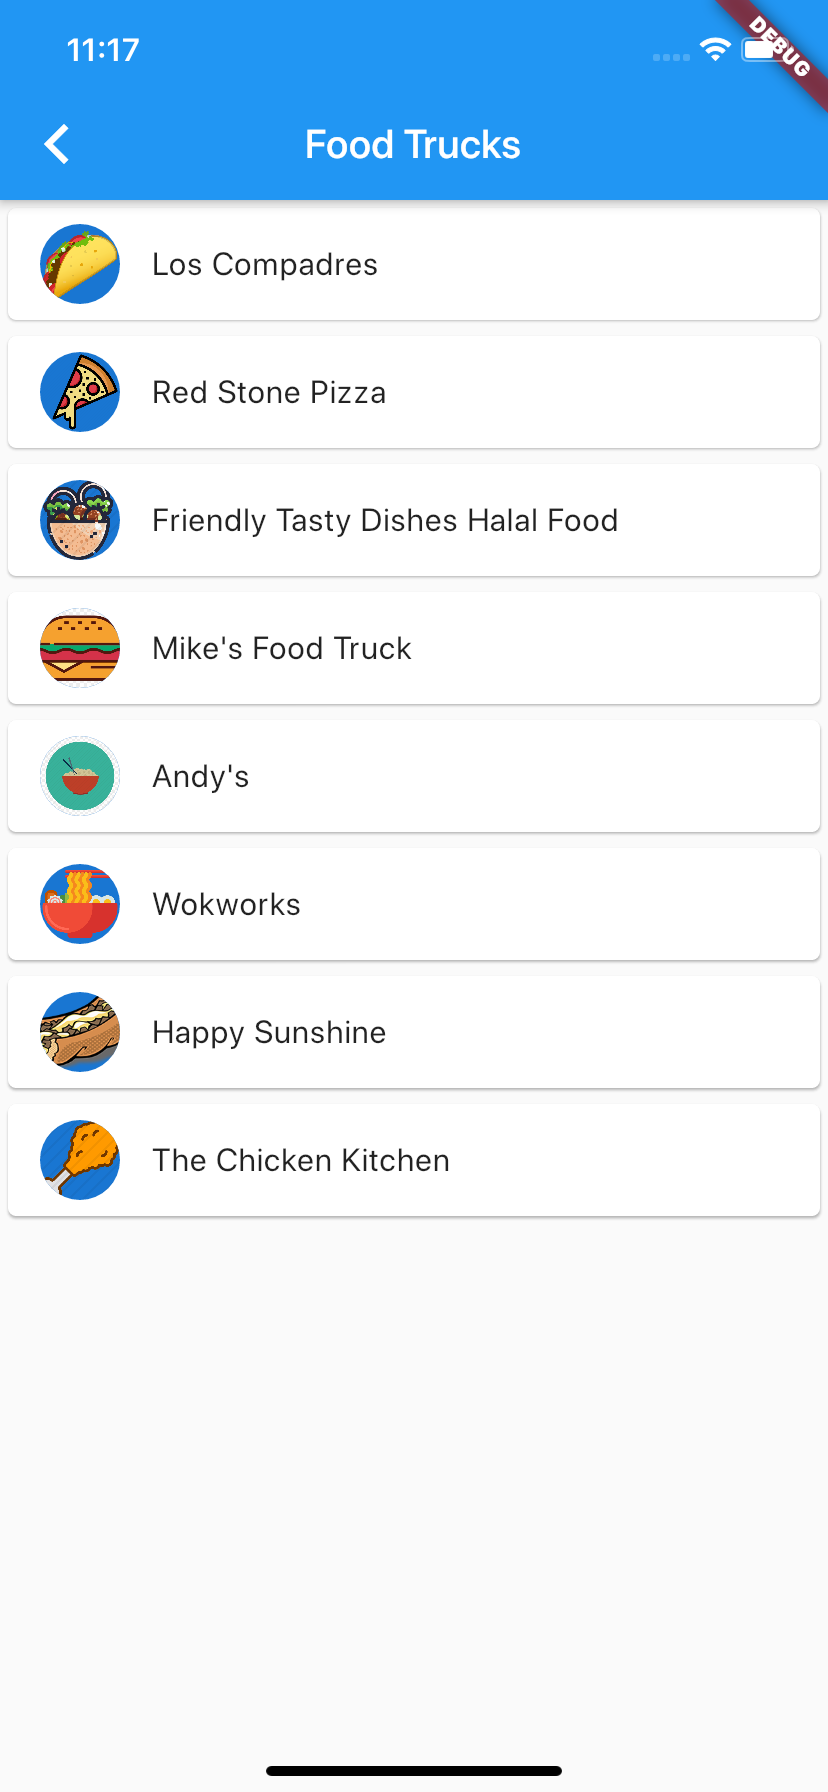 11:17
DEBUG
Food Trucks
Los Compadres
Red Stone Pizza
Friendly Tasty Dishes Halal Food
Mike's Food Truck
Andy's
Wokworks
Happy Sunshine
The Chicken Kitchen